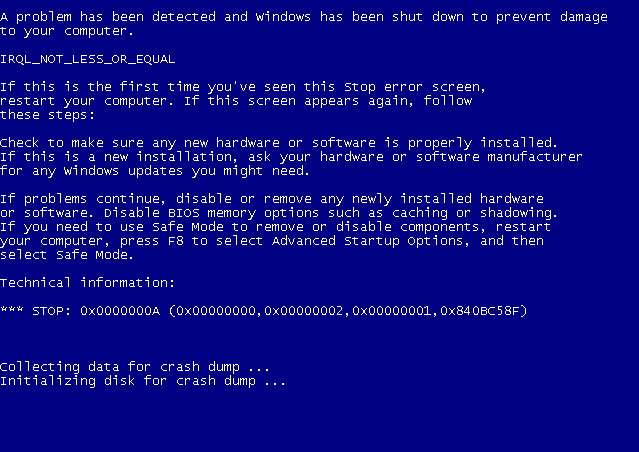 A problem has been detected and Windows has been shut down to prevent damage
to your computer.
IRQL_NOT_LESS_OR_EQUAL
If this is the first time you've seen this Stop error screen,
restart your computer. If this screen appears again, follow
these steps:
Check to make sure any new hardware or software is properly installed.
If this is a new installation, ask your hardware or software manufacturer
for any Windows updates you might need.
If problems continue, disable or remove any newly installed hardware
or software. Disable BIOS memory options such as caching or shadowing.
If you need to use Safe Mode to remove or disable components, restart
your computer, press F8 to select Advanced Startup Options, and then
select Safe Mode.
Technical information:
*** STOP: 0x0000000A (0x00000000,0x00000002,0x00000001,0x840BC58F)
Collecting data for crash dump ...
Initializing disk for crash dump ...